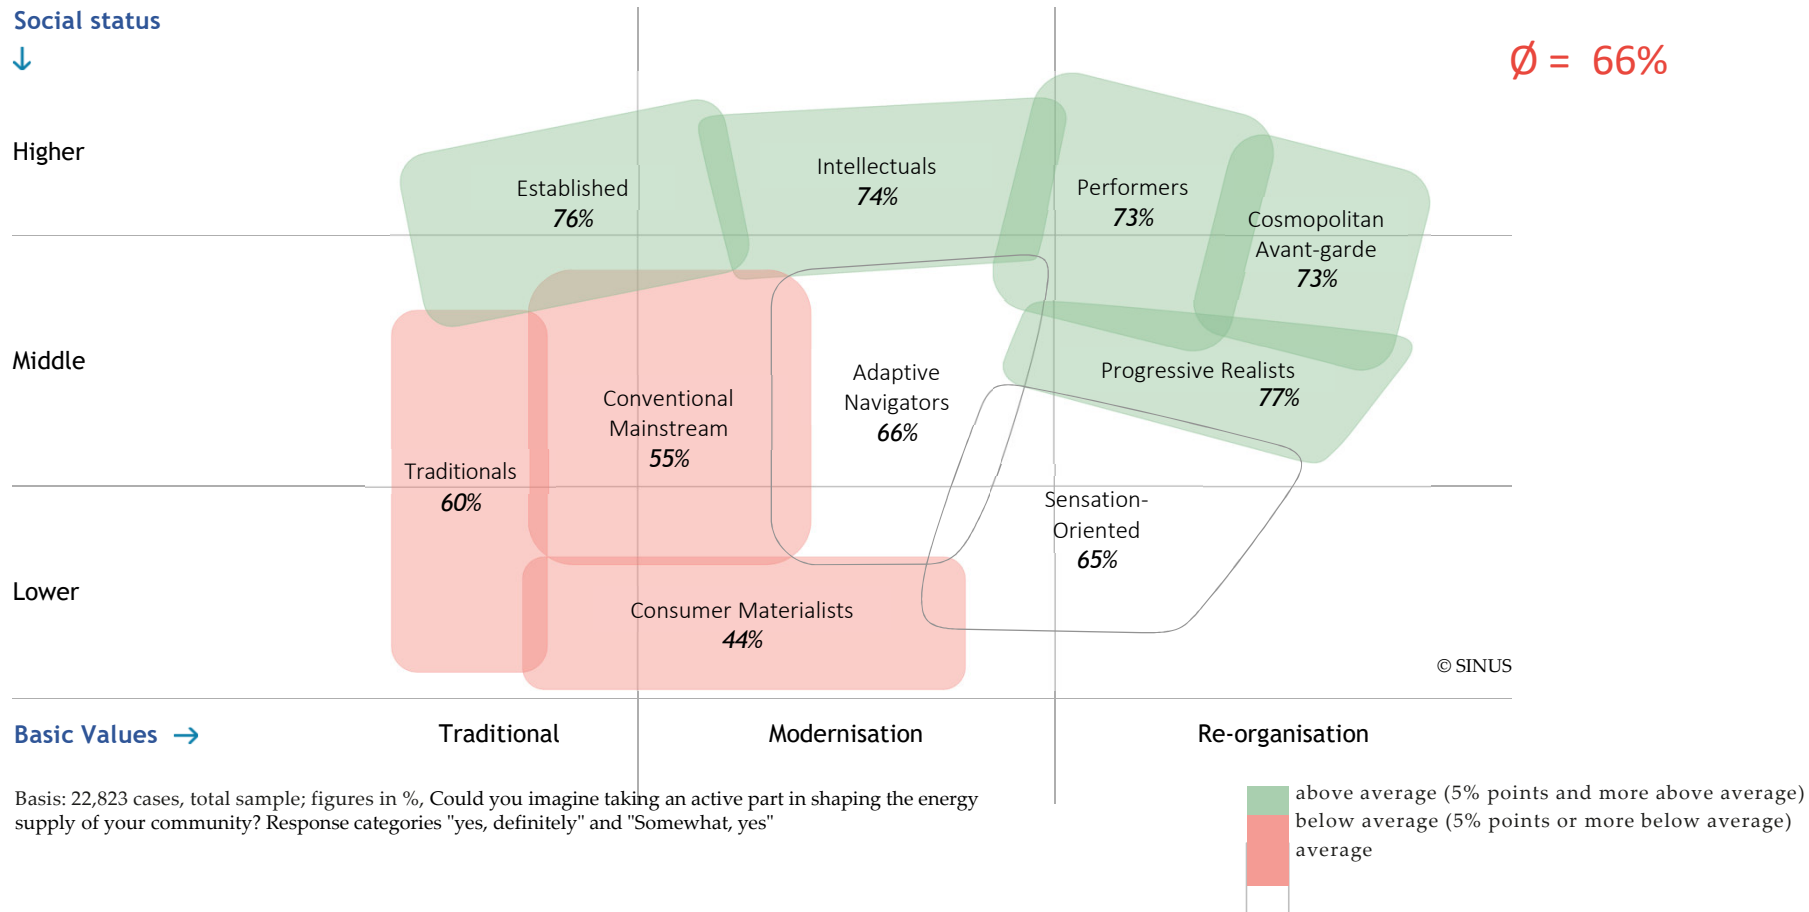 Social status
↓
Ø = 66%
Higher
Established
76%
Intellectuals
74%
Performers
73%
Cosmopolitan
Avant-garde
73%
Middle
Conventional
Mainstream
55%
Adaptive
Navigators
66%
Progressive Realists
77%
Traditionals
60%
Sensation-
Oriented
65%
Lower
Consumer Materialists
44%
© SINUS
Basic Values →
Traditional
Modernisation
Re-organisation
Basis: 22,823 cases, total sample; figures in %, Could you imagine taking an active part in shaping the energy
supply of your community? Response categories "yes, definitely" and "Somewhat, yes"
above average (5% points and more above average)
below average (5% points or more below average)
average